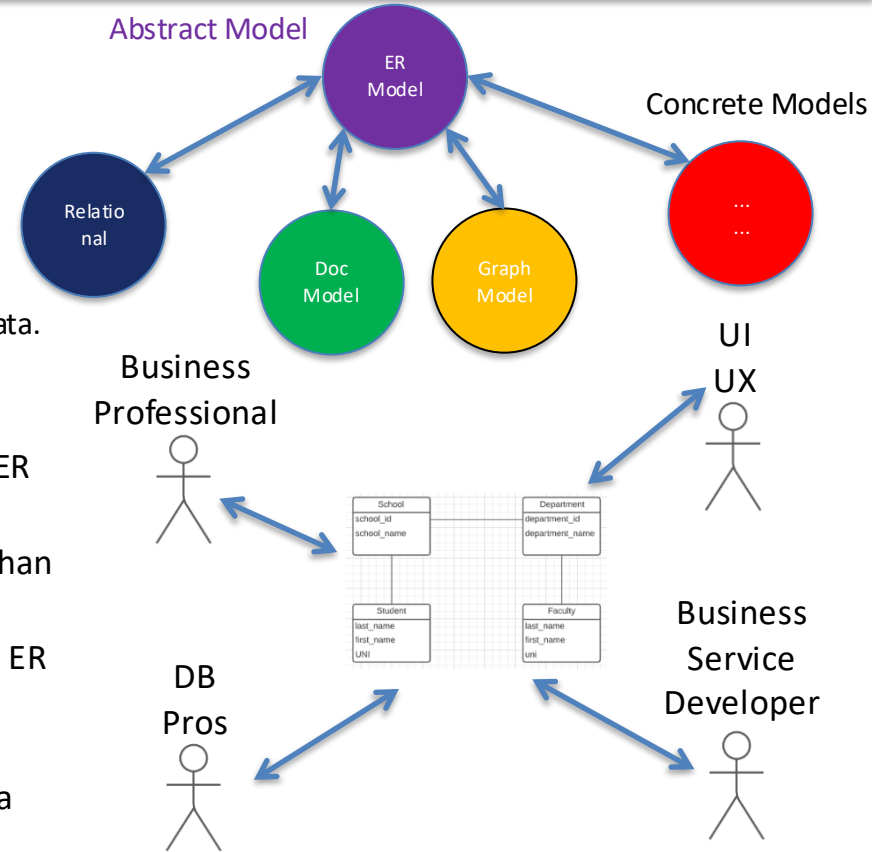 Abstract Model
ER
Model
Concrete Models
Relatio
nal
...
...
Doc
Model
Graph
Model
ata.
UI
UX
Business
Professional
ER
School
school_id
school_name
Department
department_id
department_name
han
Student
last_name
first_name
UNI
Faculty
last_name
first_name
uni
ER
Business
Service
Developer
DB
Pros
a